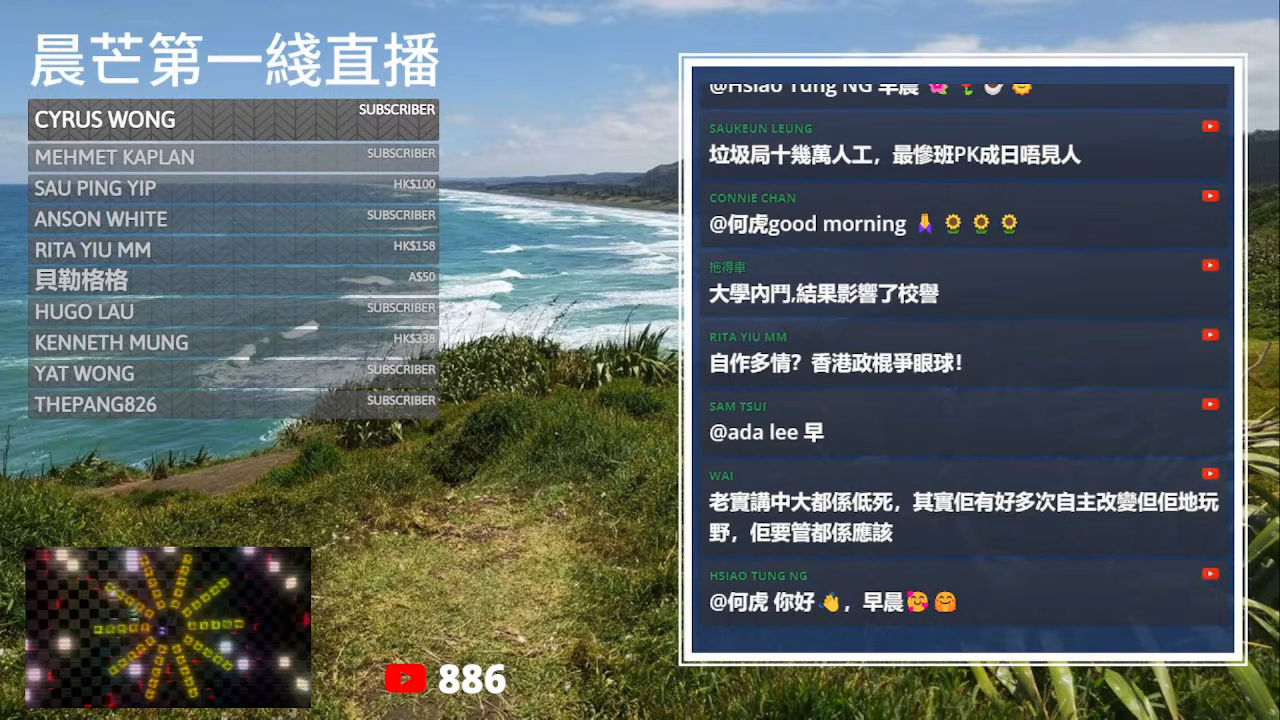 晨芒第一綫直播
CYRUS WONG SUBSCRIBER
MEHMET KAPLAN SUBSCRIBER
SAU PING YIP HK$100
ANSON WHITE SUBSCRIBER
RITA YIU MM HK$158
貝勒格格 A$50
HUGO LAU SUBSCRIBER
KENNETH MUNG HK$338
YAT WONG SUBSCRIBER
THEPANG826 SUBSCRIBER
886
@Hsiao Tung NG 早晨 🌺 🌷 🍚 🌞
SAUKEUN LEUNG
垃圾局十幾萬人工，最慘班PK成日唔見人
CONNIE CHAN
@何虎good morning 🙏 🌻 🌻 🌻
拖得車
大學內鬥,結果影響了校譽
RITA YIU MM
自作多情？香港政棍爭眼球！
SAM TSUI
@ada lee 早
WAI
老實講中大都係低死，其實佢有好多次自主改變但佢地玩
野，佢要管都係應該
HSIAO TUNG NG
@何虎 你好👋，早晨🥰 🤗